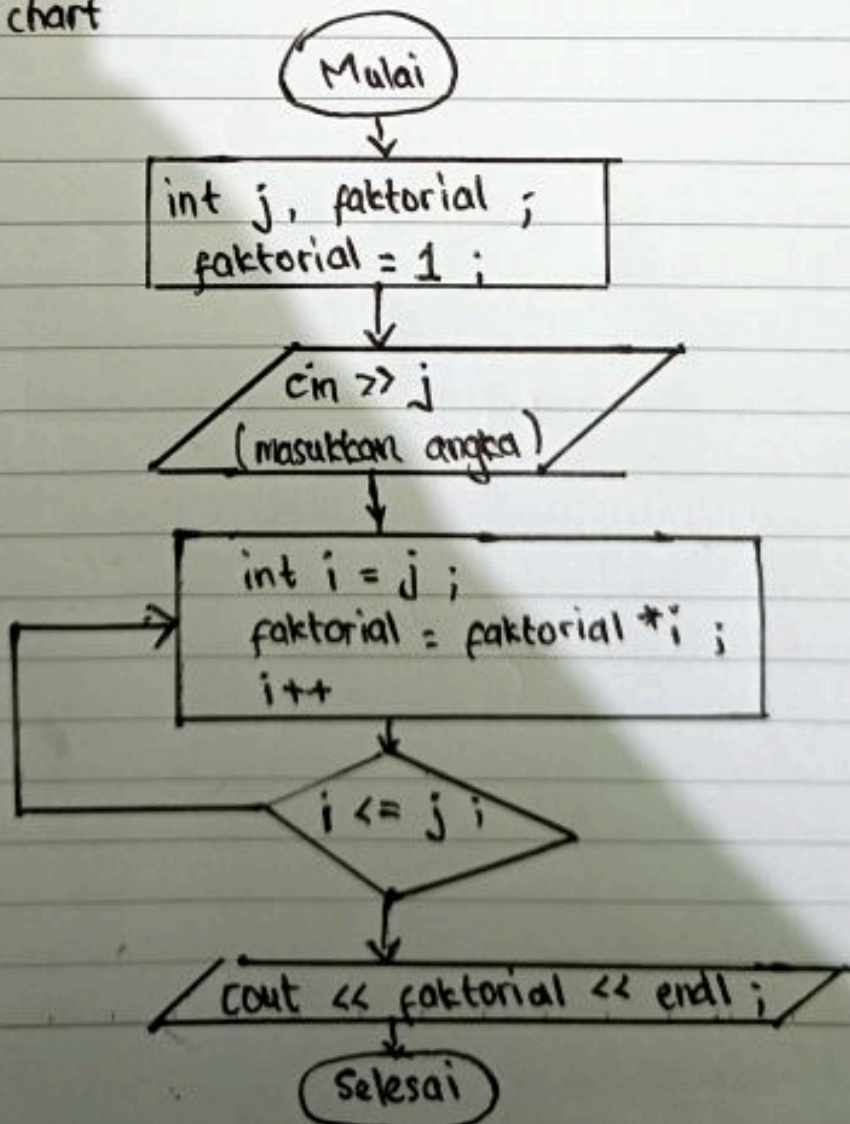 chart
Mulai
int j, faktorial ;
faktorial = 1 ;
cin >> j
(masukkan angka)
int i = j ;
faktorial = faktorial * i ;
i++
i <= j ;
cout << faktorial << endl ;
Selesai